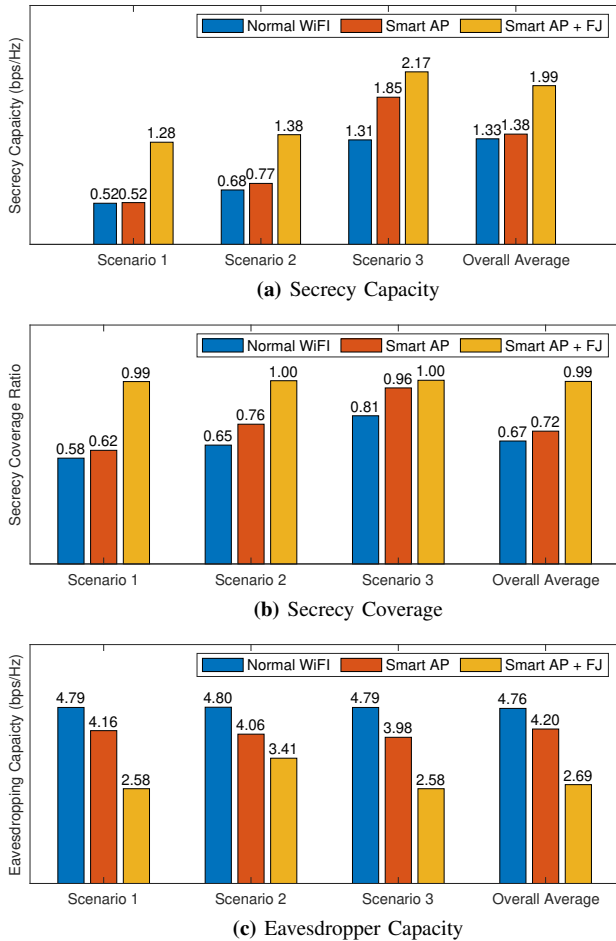 Normal WiFI Smart AP Smart AP + FJ
Secrecy Capaicty (bps/Hz)
0.52 0.52 1.28 0.68 0.77 1.38 1.31 1.85 2.17 1.33 1.38 1.99
Scenario 1 Scenario 2 Scenario 3 Overall Average
(a) Secrecy Capacity
Normal WiFI Smart AP Smart AP + FJ
Secrecy Coverage Ratio
0.58 0.62 0.99 0.65 0.76 1.00 0.81 0.96 1.00 0.67 0.72 0.99
Scenario 1 Scenario 2 Scenario 3 Overall Average
(b) Secrecy Coverage
Normal WiFI Smart AP Smart AP + FJ
Eavesdropping Capaicty (bps/Hz)
4.79 4.16 2.58 4.80 4.06 3.41 4.79 3.98 2.58 4.76 4.20 2.69
Scenario 1 Scenario 2 Scenario 3 Overall Average
(c) Eavesdropper Capacity